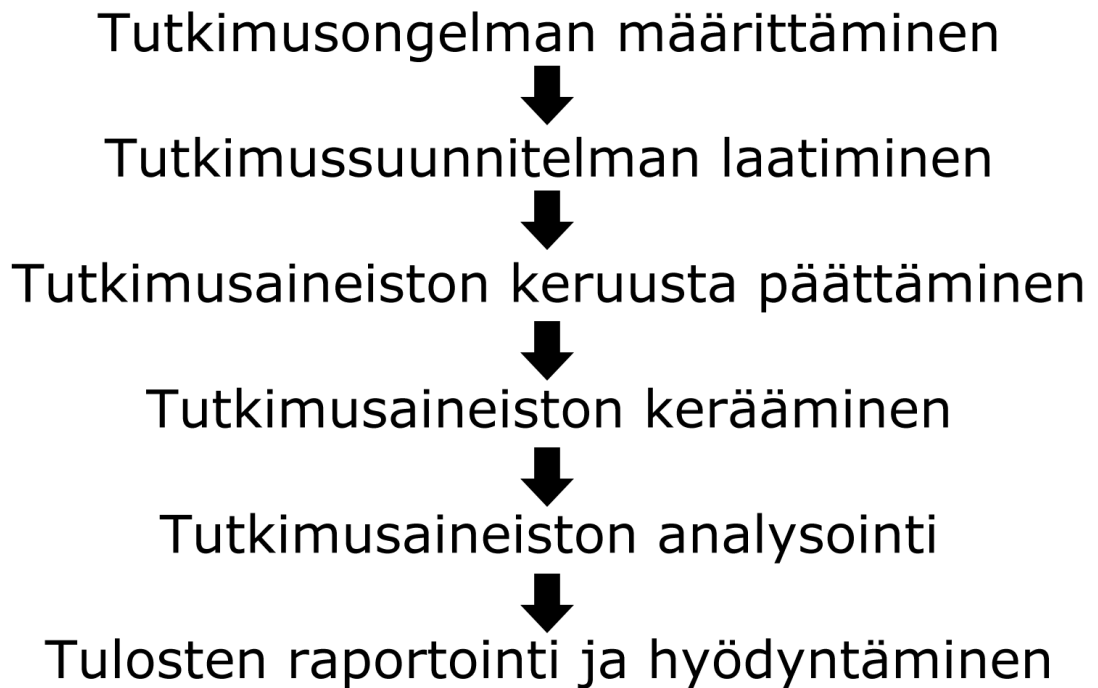 Tutkimusongelman määrittäminen
Tutkimussuunnitelman laatiminen
Tutkimusaineiston keruusta päättäminen
Tutkimusaineiston kerääminen
Tutkimusaineiston analysointi
Tulosten raportointi ja hyödyntäminen